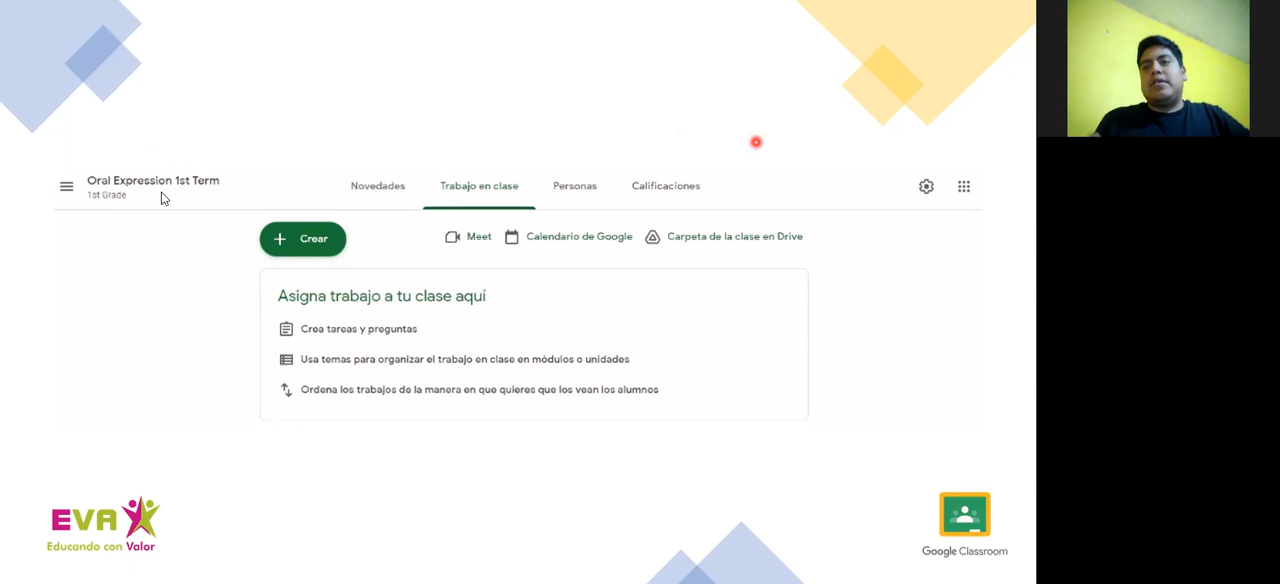 Oral Expression 1st Term
1st Grade
Novedades
Trabajo en clase
Personas
Calificaciones
Crear
Meet
Calendario de Google
Carpeta de la clase en Drive
Asigna trabajo a tu clase aquí
Crea tareas y preguntas
Usa temas para organizar el trabajo en clase en módulos o unidades
Ordena los trabajos de la manera en que quieres que los vean los alumnos
EVA
Educando con Valor
Google Classroom